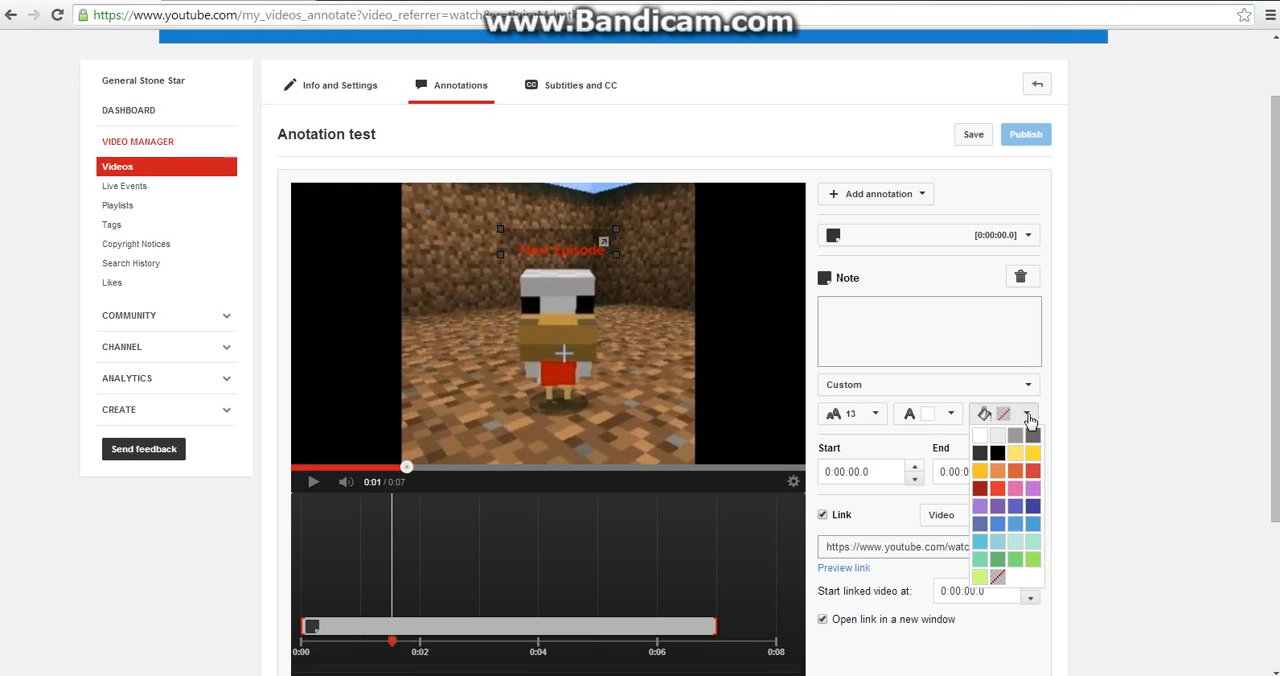 https://www.youtube.com/my_videos_annotate?video_referrer=watch
www.Bandicam.com
General Stone Star
DASHBOARD
VIDEO MANAGER
Videos
Live Events
Playlists
Tags
Copyright Notices
Search History
Likes
COMMUNITY
CHANNEL
ANALYTICS
CREATE
Send feedback
Info and Settings
Annotations
CC Subtitles and CC
Anotation test
Save
Publish
Next Episode
0:01 / 0:07
0:00
0:02
0:04
0:06
0:08
+ Add annotation
[0:00:00.0]
Note
Custom
AA 13
A
Start
End
0:00:00.0
0:00:0
Link
Video
https://www.youtube.com/watc
Preview link
Start linked video at:
0:00:00.0
Open link in a new window